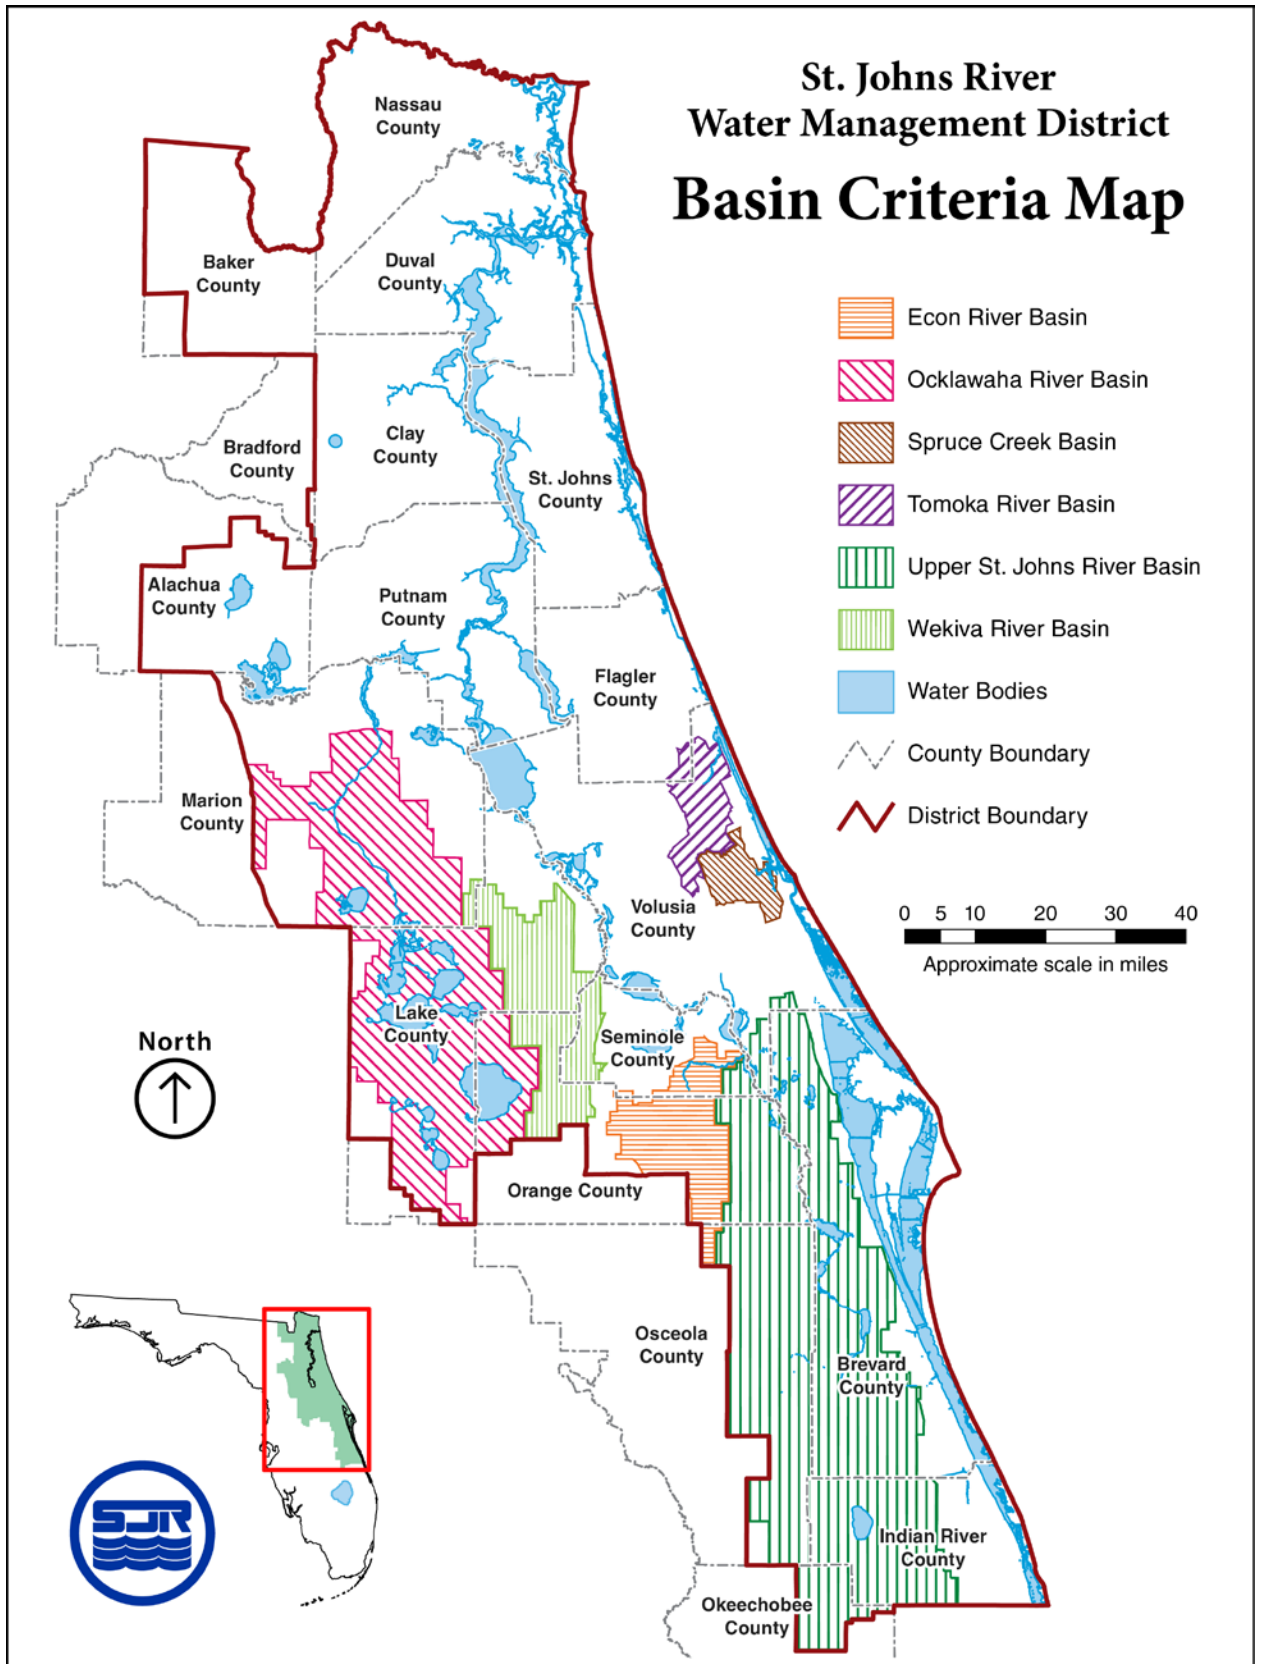 St. Johns River
Water Management District
Basin Criteria Map
Nassau
County
Baker
County
Duval
County
Bradford
County
Clay
County
St. Johns
County
Alachua
County
Putnam
County
Flagler
County
Marion
County
Volusia
County
Lake
County
Seminole
County
Orange County
Osceola
County
Brevard
County
Indian River
County
Okeechobee
County
Econ River Basin
Ocklawaha River Basin
Spruce Creek Basin
Tomoka River Basin
Upper St. Johns River Basin
Wekiva River Basin
Water Bodies
County Boundary
District Boundary
0 5 10 20 30 40
Approximate scale in miles
North
SJR